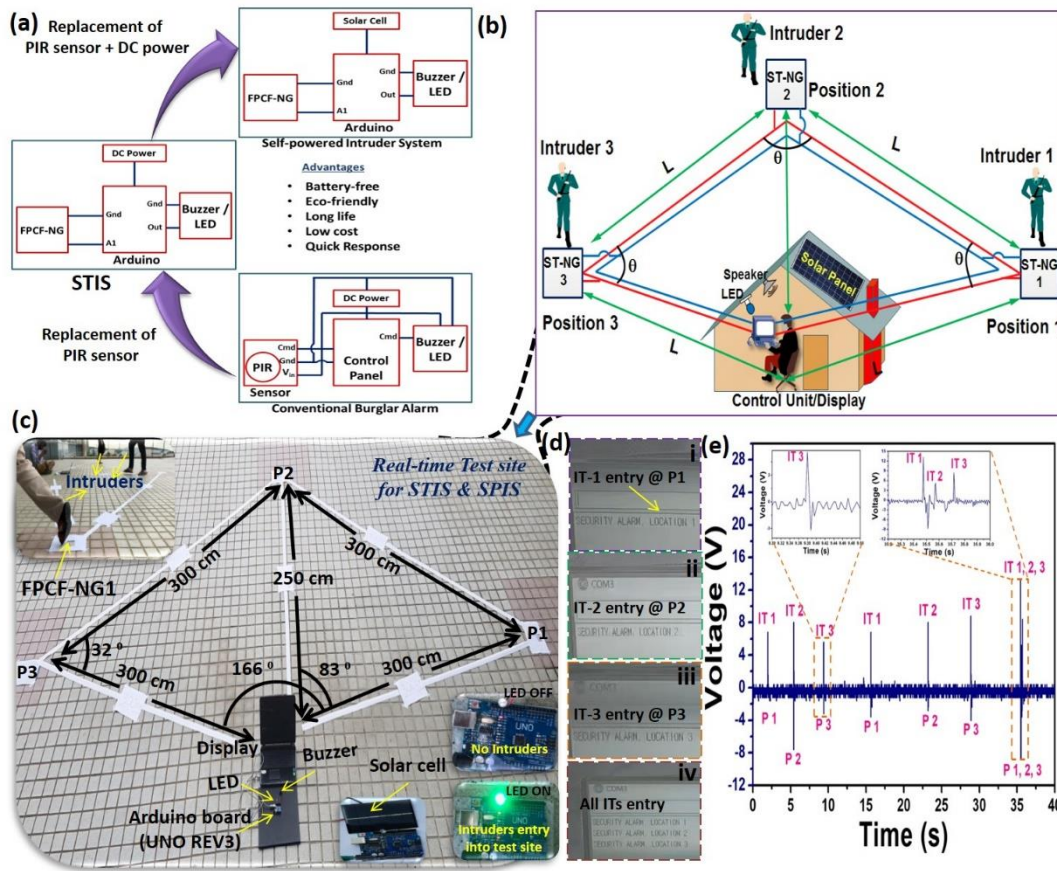 (a)
Replacement of
PIR sensor + DC power
Solar Cell
FPCF-NG
Gnd
A1
Gnd
Out
Buzzer /
LED
Arduino
Self-powered Intruder System
DC Power
FPCF-NG
Gnd
A1
Gnd
Out
Buzzer /
LED
Arduino
STIS
Advantages
• Battery-free
• Eco-friendly
• Long life
• Low cost
• Quick Response
Replacement of
PIR sensor
DC Power
PIR
Cmd
Gnd
Vin
Sensor
Control
Panel
Cmd
Buzzer/
LED
Conventional Burglar Alarm
(b)
Intruder 2
ST-NG
2
Position 2
Intruder 3
L
θ
L
Intruder 1
ST-NG
3
θ
θ
ST-NG
1
Speaker
LED
Solar Panel
Position 3
Position 1
L
L
Control Unit/Display
(c)
Intruders
FPCF-NG1
Real-time Test site
for STIS & SPIS
P2
300 cm
300 cm
250 cm
P1
P3
32 °
300 cm
166 °
83 °
300 cm
Display
Buzzer
LED
Arduino board
(UNO REV3)
Solar cell
LED OFF
No Intruders
LED ON
UNO
Intruders entry
into test site
(d)
i
IT-1 entry @ P1
SECURITY ALARM. LOCATION 1
ii
COM3
IT-2 entry @ P2
SECURITY ALARM. LOCATION 2
iii
COM3
IT-3 entry @ P3
SECURITY ALARM. LOCATION 3
iv
COM3
All ITs entry
SECURITY ALARM. LOCATION 1
SECURITY ALARM. LOCATION 2
SECURITY ALARM. LOCATION 3
(e)
Voltage (V)
28
24
20
16
12
8
4
0
-4
-8
-12
Voltage (V)
IT 3
Time (s)
Voltage (V)
IT 1
IT 2
IT 3
Time (s)
IT 1
IT 2
IT 3
IT 1
IT 2
IT 3
IT 1, 2, 3
P 1
P 2
P 3
P 1
P 2
P 3
P 1, 2, 3
0 5 10 15 20 25 30 35 40
Time (s)